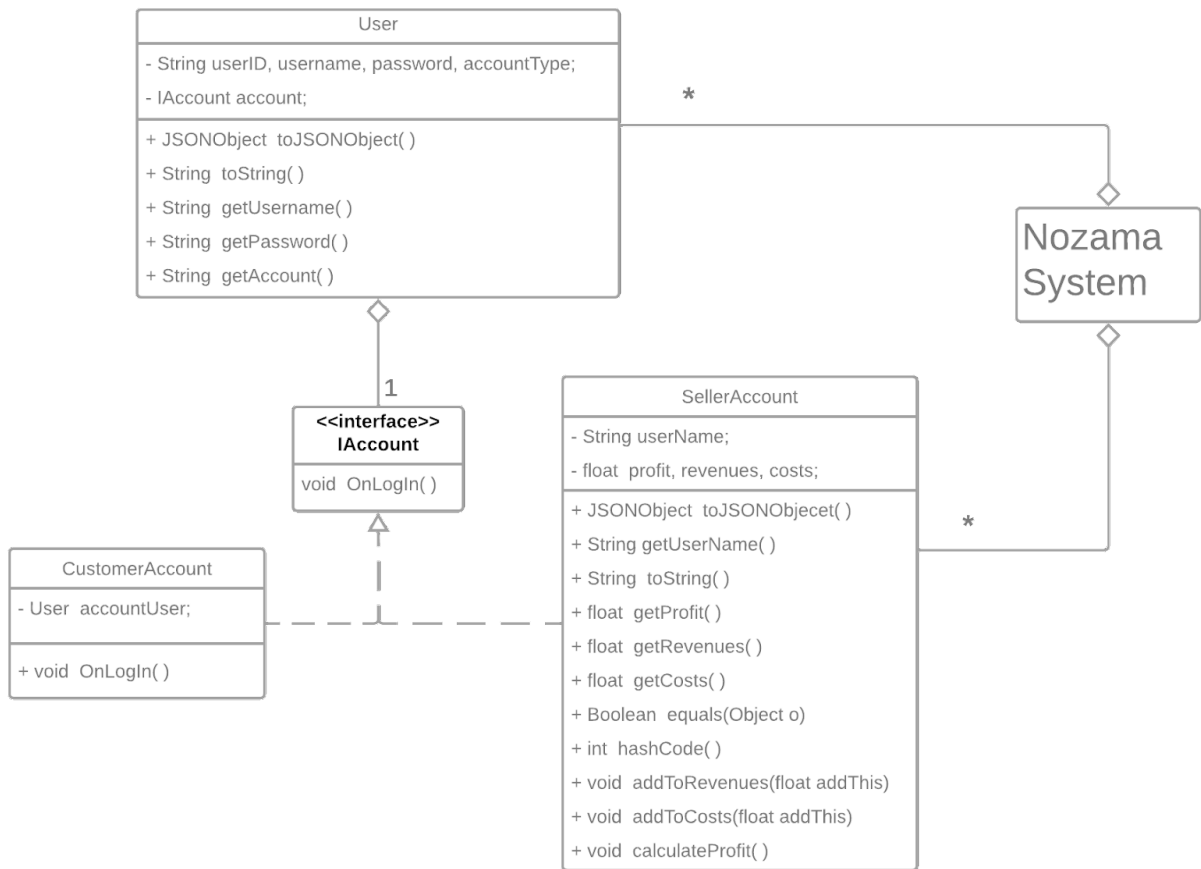 User
- String userID, username, password, accountType;
- IAccount account;
+ JSONObject toJSONObject( )
+ String toString( )
+ String getUsername( )
+ String getPassword( )
+ String getAccount( )
*
Nozama
System
1
<<interface>>
IAccount
void OnLogIn( )
CustomerAccount
- User accountUser;
+ void OnLogIn( )
SellerAccount
- String userName;
- float profit, revenues, costs;
+ JSONObject toJSONObjecet( )
+ String getUserName( )
+ String toString( )
+ float getProfit( )
+ float getRevenues( )
+ float getCosts( )
+ Boolean equals(Object o)
+ int hashCode( )
+ void addToRevenues(float addThis)
+ void addToCosts(float addThis)
+ void calculateProfit( )
*